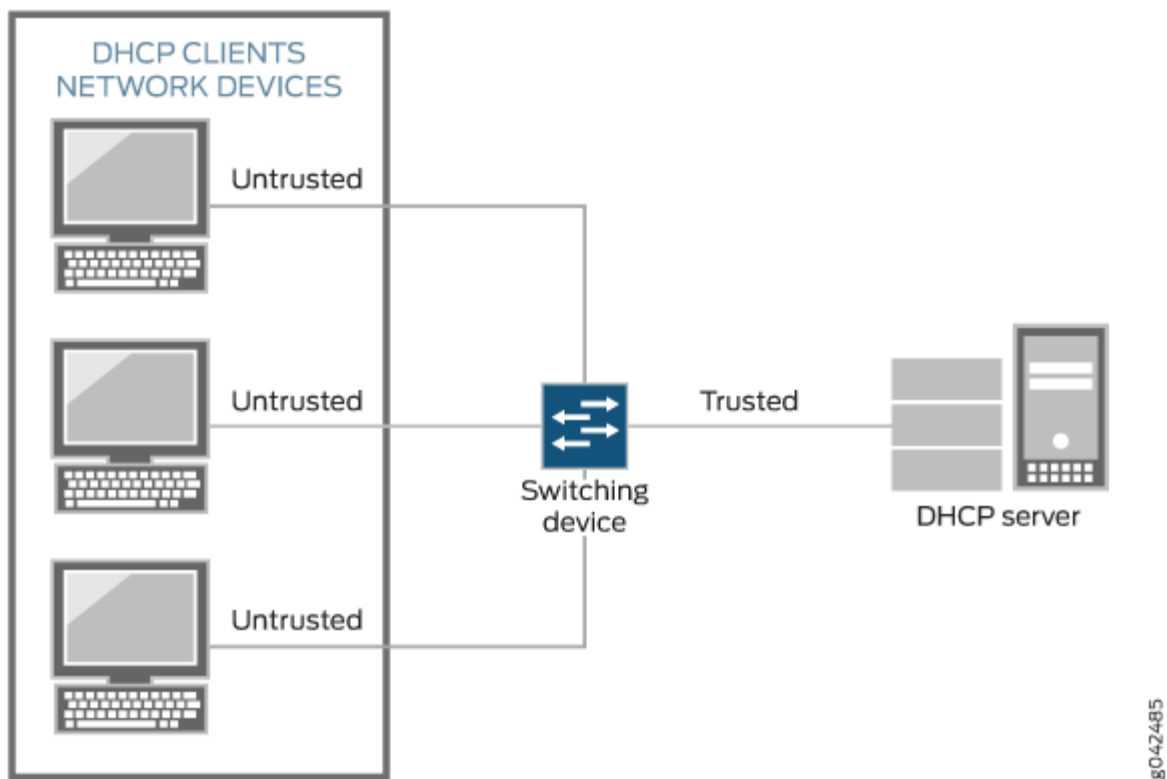 DHCP CLIENTS
NETWORK DEVICES
Untrusted
Untrusted
Trusted
Switching
device
DHCP server
Untrusted
g042485